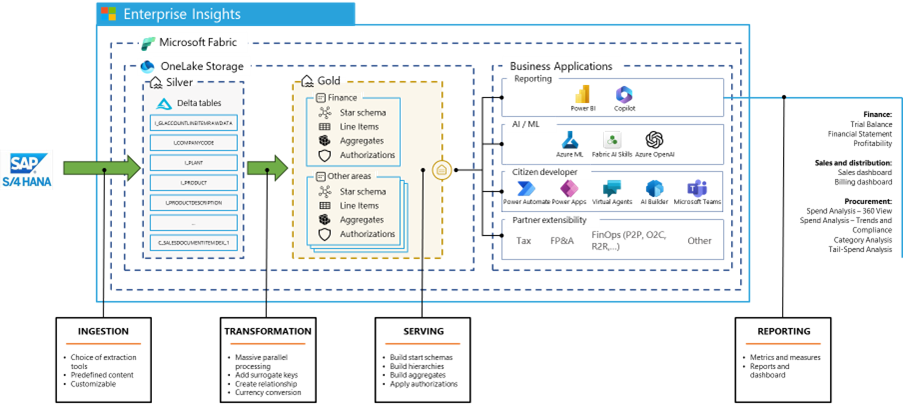 Enterprise Insights
Microsoft Fabric
OneLake Storage
Silver
Delta tables
I_GLACCOUNTLINEITEMRAWDATA
I_COMPANYCODE
I_PLANT
I_PRODUCT
I_PRODUCTDESCRIPTION
...
C_SALESDOCUMENTITEMDEX_1
Gold
Finance
Star schema
Line Items
Aggregates
Authorizations
Other areas
Star schema
Line Items
Aggregates
Authorizations
Business Applications
Reporting
Power BI
Copilot
AI / ML
Azure ML
Fabric AI Skills
Azure OpenAI
Citizen developer
Power Automate
Power Apps
Virtual Agents
AI Builder
Microsoft Teams
Partner extensibility
Tax
FP&A
FinOps (P2P, O2C,
R2R,...)
Other
SAP
S/4 HANA
Finance:
Trial Balance
Financial Statement
Profitability
Sales and distribution:
Sales dashboard
Billing dashboard
Procurement:
Spend Analysis – 360 View
Spend Analysis – Trends and
Compliance
Category Analysis
Tail-Spend Analysis
INGESTION
• Choice of extraction
tools
• Predefined content
• Customizable
TRANSFORMATION
• Massive parallel
processing
• Add surrogate keys
• Create relationship
• Currency conversion
SERVING
• Build start schemas
• Build hierarchies
• Build aggregates
• Apply authorizations
REPORTING
• Metrics and measures
• Reports and
dashboard